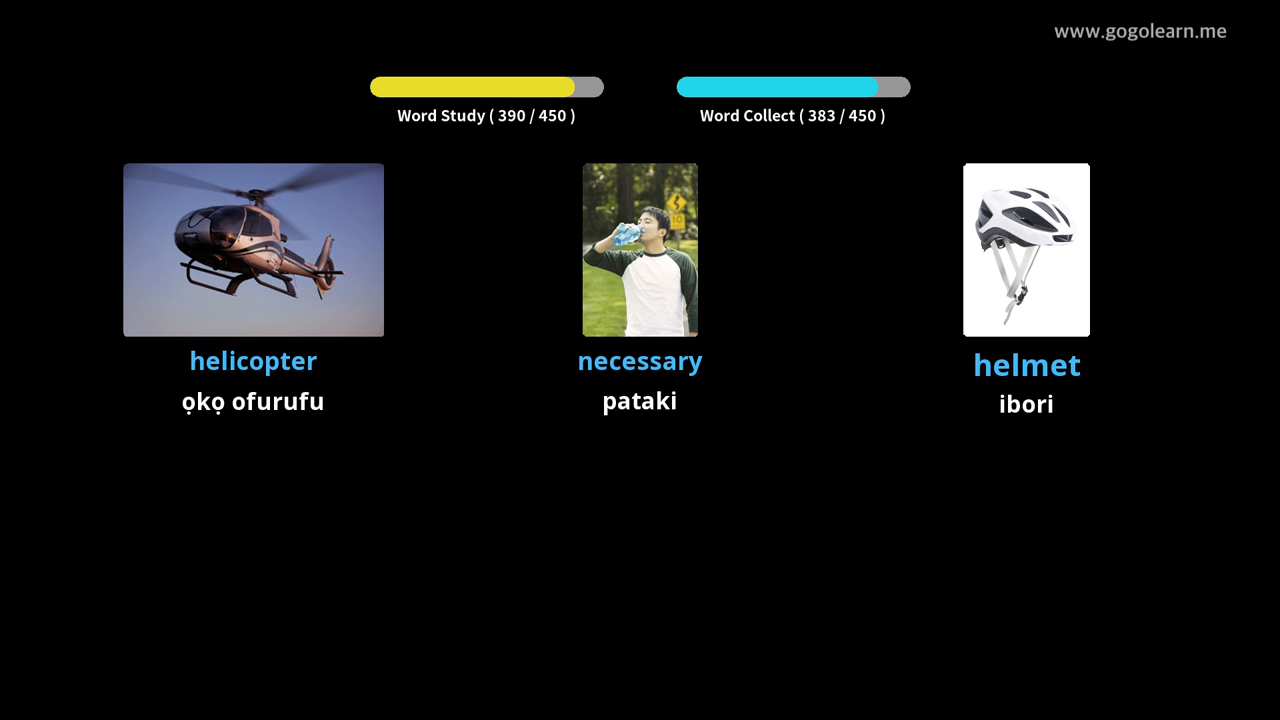 www.gogolearn.me
Word Study ( 390 / 450 )
Word Collect ( 383 / 450 )
helicopter
ọkọ ofurufu
necessary
pataki
helmet
ibori